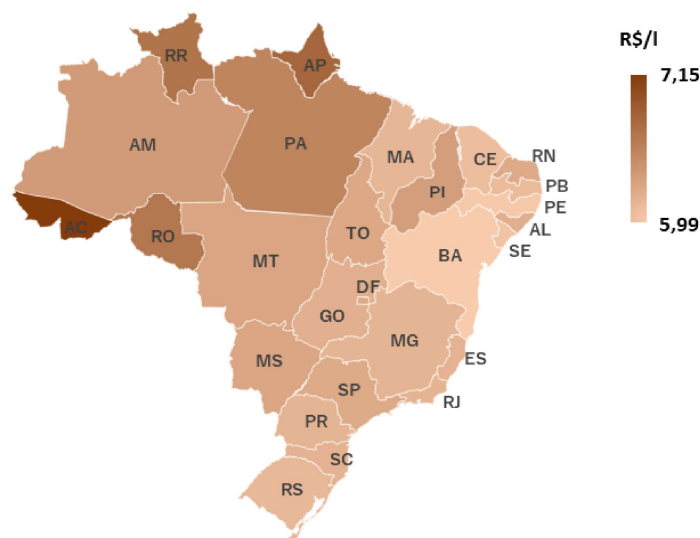 R$/l
7,15
5,99
RR
AP
AM
PA
MA
CE
RN
PB
PE
AL
SE
PI
AC
RO
TO
BA
MT
DF
GO
MG
ES
MS
SP
RJ
PR
SC
RS